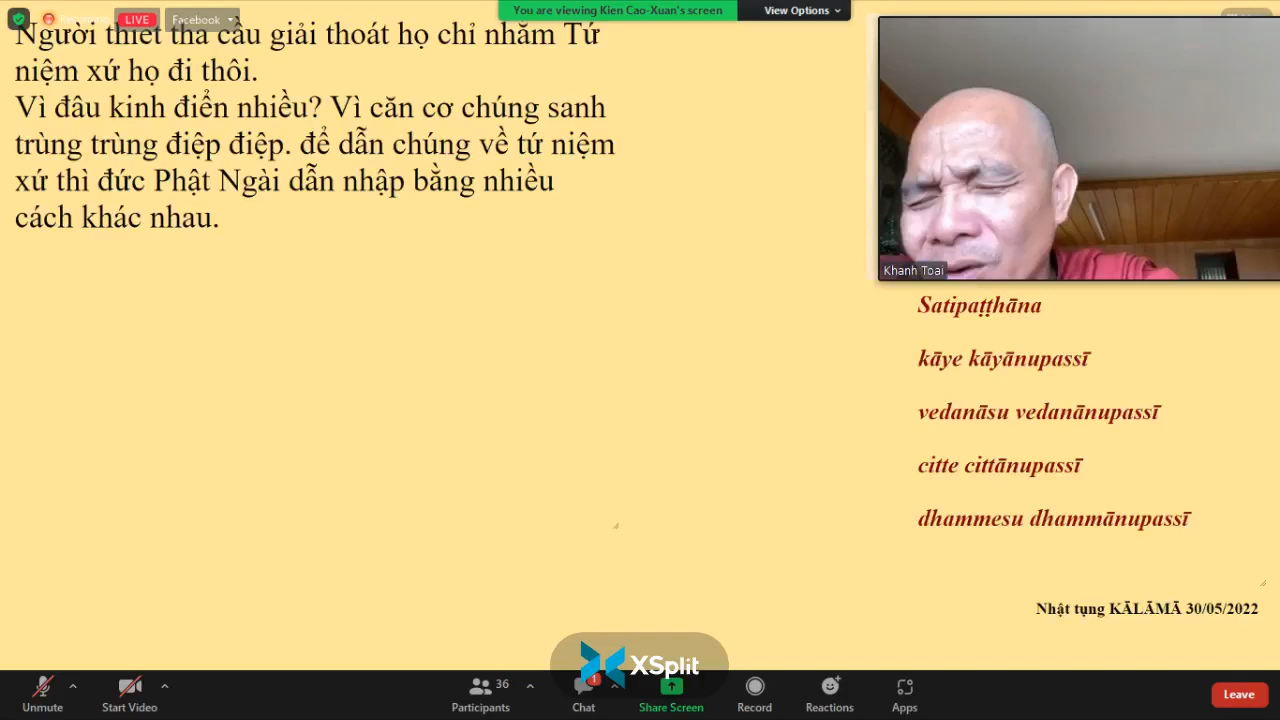 You are viewing Kien Cao-Xuan's screen
View Options
Recording
LIVE
Facebook
Người thiết tha cầu giải thoát họ chỉ nhắm Tứ
niệm xứ họ đi thôi.
Vì đâu kinh điển nhiều? Vì căn cơ chúng sanh
trùng trùng điệp điệp. để dẫn chúng về tứ niệm
xứ thì đức Phật Ngài dẫn nhập bằng nhiều
cách khác nhau.
Khanh Toai
Satipaṭṭhāna
kāye kāyānupassī
vedanāsu vedanānupassī
citte cittānupassī
dhammesu dhammānupassī
Nhật tụng KĀLĀMĀ 30/05/2022
XSplit
Unmute
Start Video
36
Participants
1
Chat
Share Screen
Record
Reactions
Apps
Leave